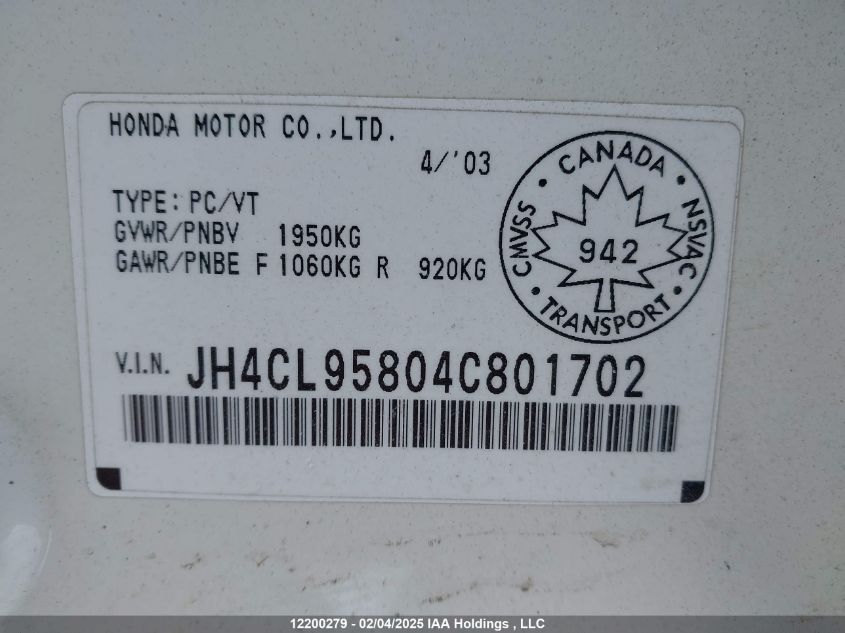 HONDA MOTOR CO.,LTD.
4/'03
TYPE: PC/VT
GVWR/PNBV 1950KG
GAWR/PNBE F 1060KG R 920KG
CANADA
CMVSS
942
NSVAC
TRANSPORT
V.I.N. JH4CL95804C801702
12200279 - 02/04/2025 IAA Holdings , LLC